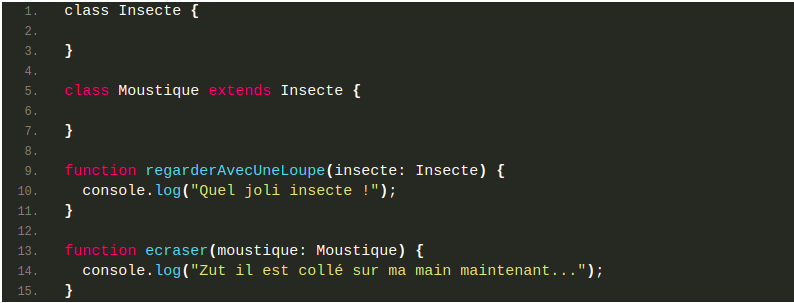 1. class Insecte {
2.
3. }
4.
5. class Moustique extends Insecte {
6.
7. }
8.
9. function regarderAvecUneLoupe(insecte: Insecte) {
10. console.log("Quel joli insecte !");
11. }
12.
13. function ecraser(moustique: Moustique) {
14. console.log("Zut il est collé sur ma main maintenant...");
15. }